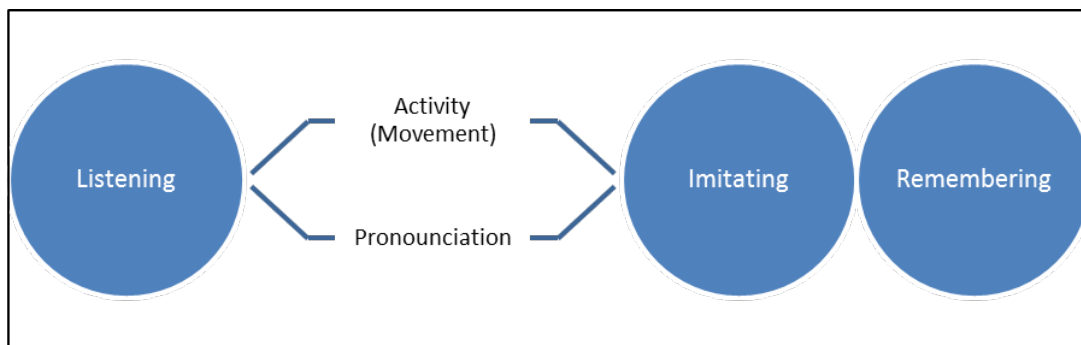 Listening
Activity
(Movement)
Pronounciation
Imitating
Remembering